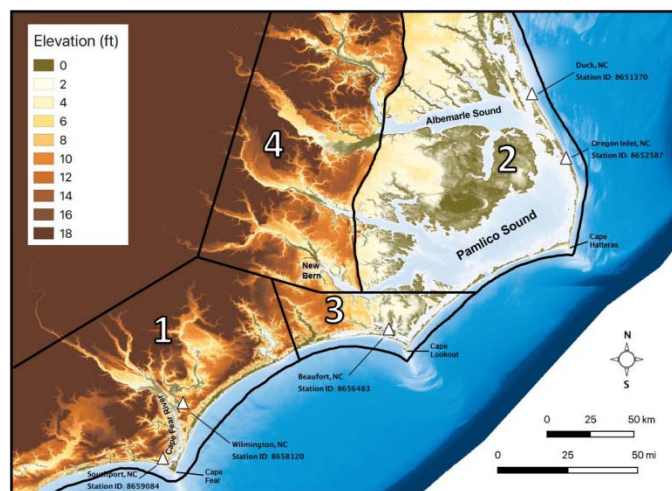 Elevation (ft)
0
2
4
6
8
10
12
14
16
18
4
2
1
3
Duck, NC
Station ID: 8651370
Albemarle Sound
Oregon Inlet, NC
Station ID: 8652587
Pamlico Sound
Cape
Hatteras
New
Bern
Cape
Lookout
Beaufort, NC
Station ID: 8656483
Cape Fear River
Wilmington, NC
Station ID: 8658120
Southport, NC
Station ID: 8659084
Cape
Fear
N
S
0 25 50 km
0 25 50 mi